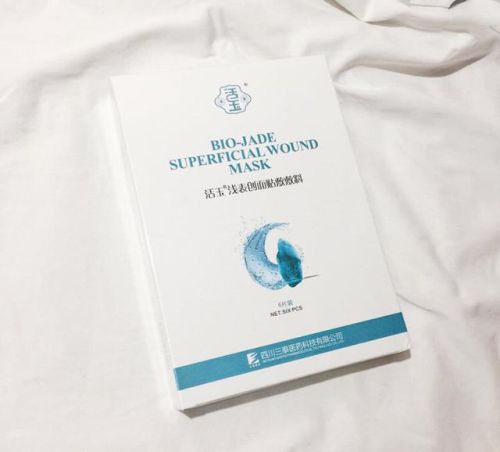 活玉
BIO-JADE
SUPERFICIAL WOUND
MASK
活玉®浅表创面贴敷敷料
6片装
NET:SIX PCS
四川三奉医药科技有限公司